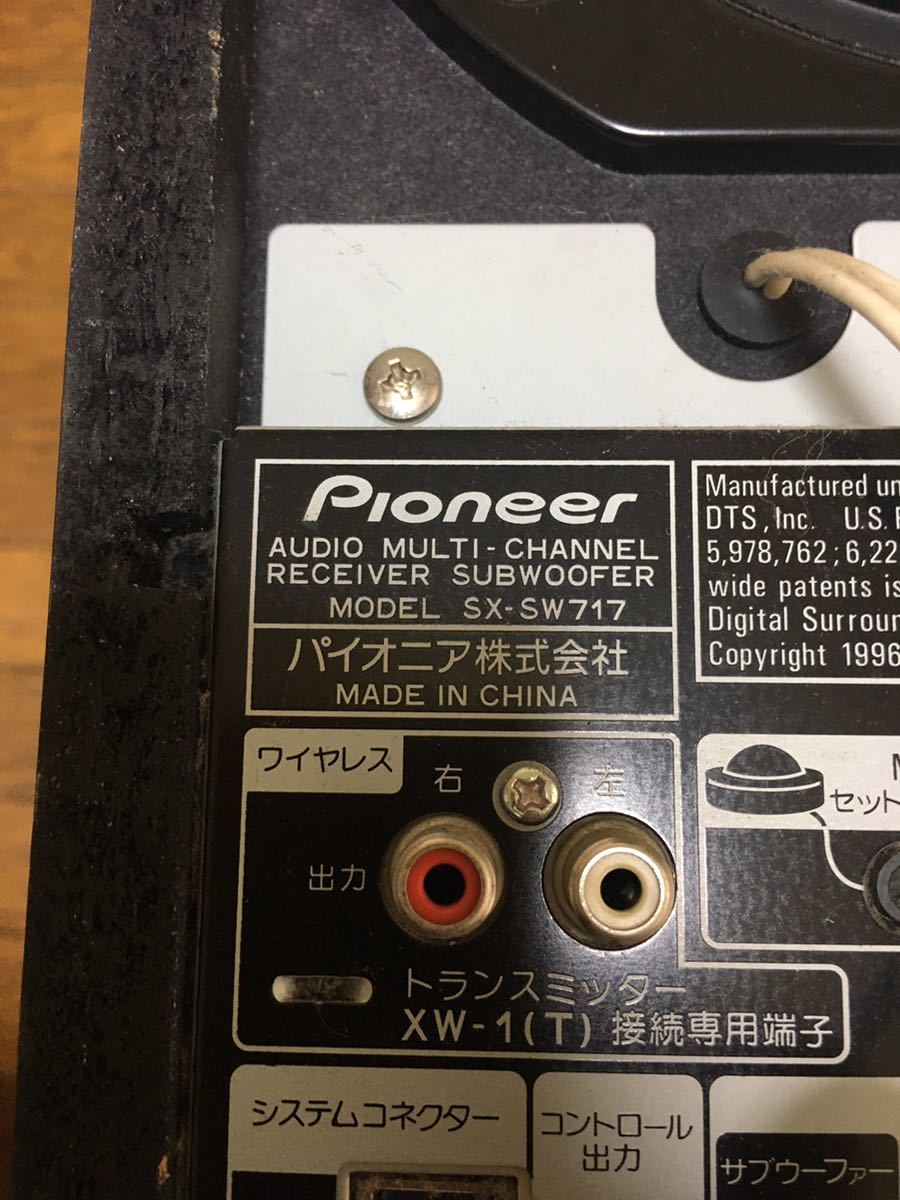 Pioneer
AUDIO MULTI-CHANNEL
RECEIVER SUBWOOFER
MODEL SX-SW717
パイオニア株式会社
MADE IN CHINA
Manufactured un
DTS, Inc. U.S. P
5,978,762; 6,22
wide patents is
Digital Surroun
Copyright 1996
ワイヤレス
右
左
出力
トランスミッター
XW-1(T) 接続専用端子
セット
システムコネクター
コントロール
出力
サブウーファー